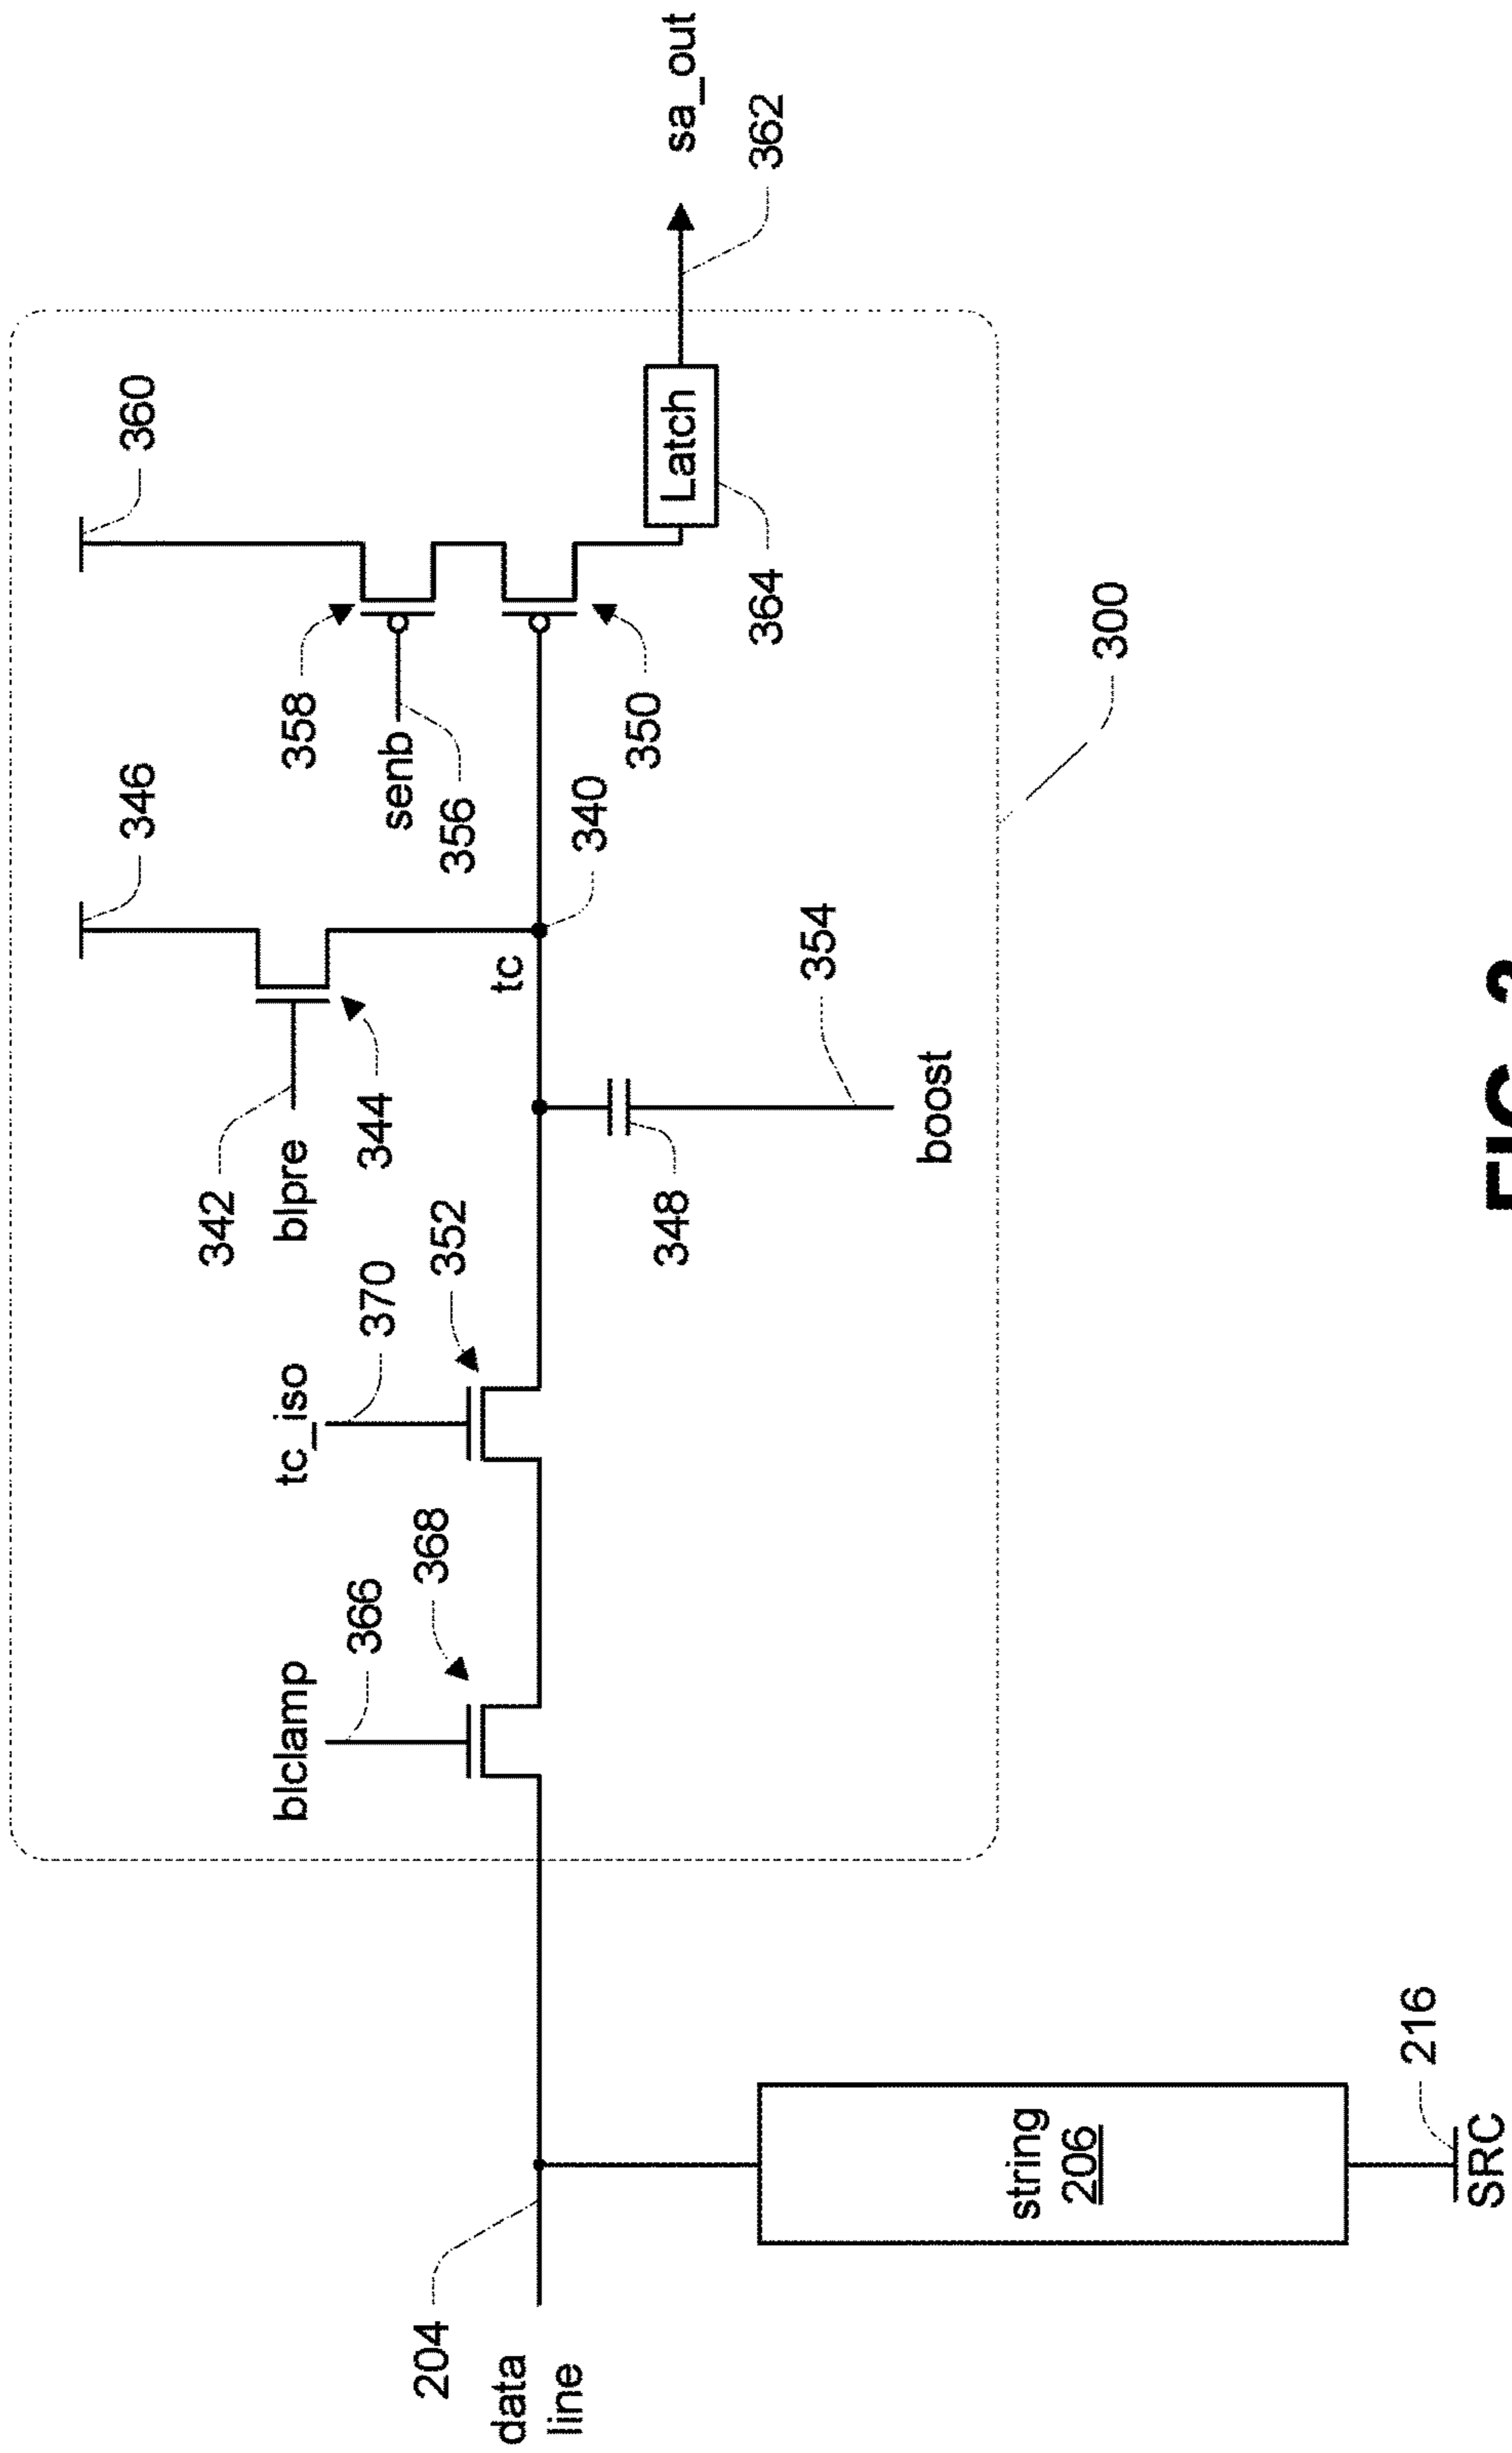 360
346
358
senb
356
350
340
tc
342
blpre
344
tc_iso
370
352
blclamp
366
368
348
354
boost
Latch
364
sa_out
362
300
204
data
line
string
206
216
SRC